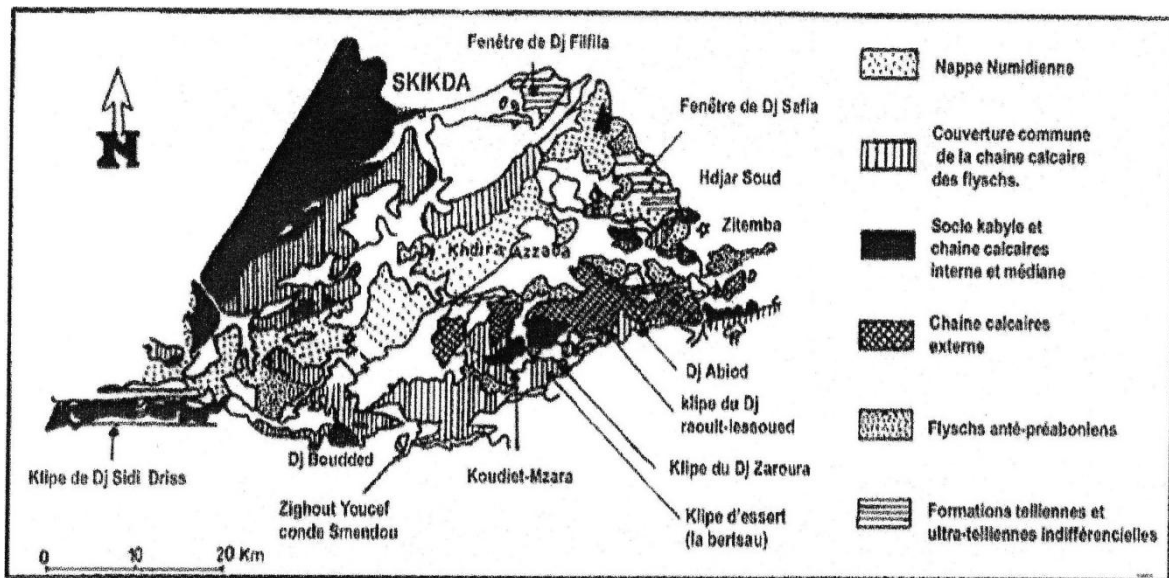 Fenêtre de Dj Filfila
SKIKDA
N
Fenêtre de Dj Safia
Hdjar Soud
Zitemba
Dj Khdira Azzaba
Dj Abiod
klipe du Dj
raoult-lessoued
Klipe du Dj Zaroura
Klipe d'essert
(la bertsau)
Koudiet-Mzara
Dj Boudded
Zighout Youcef
conde Smendou
Klipe de Dj Sidi Driss
0 10 20 Km
Nappe Numidienne
Couverture commune
de la chaine calcaire
des flyschs.
Socle kabyle et
chaine calcaires
interne et médiane
Chaîne calcaires
externe
Flyschs anté-préaboniens
Formations telliennes et
ultra-telliennes indifférencielles